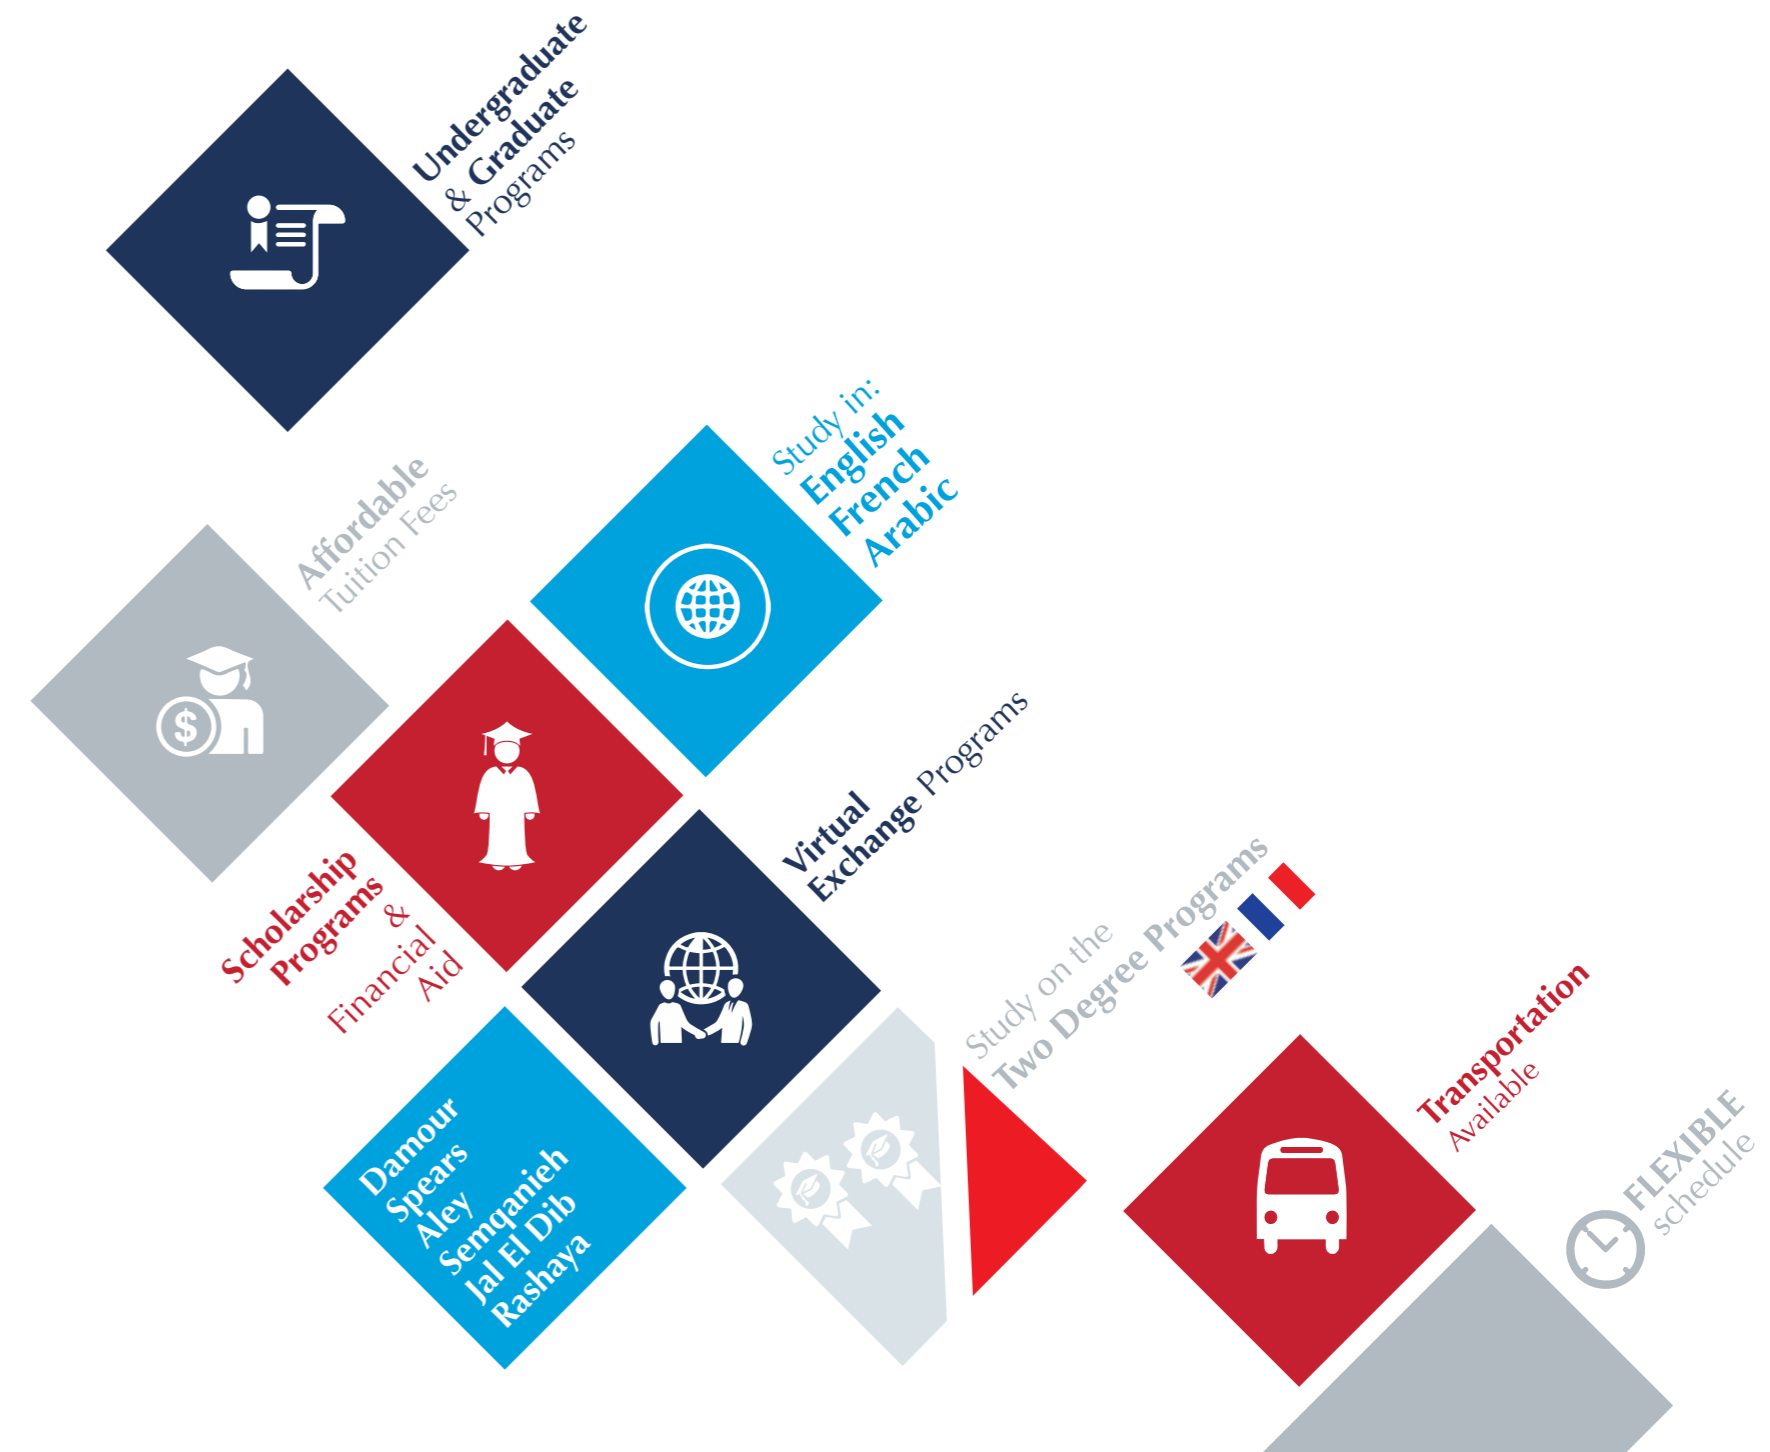 Undergraduate
& Graduate
Programs
Study in:
English
French
Arabic
Affordable
Tuition Fees
$
Scholarship
Programs
&
Financial
Aid
Virtual
Exchange Programs
Study on the
Two Degree Programs
Damour
Spears
Aley
Semqanieh
Jal El Dib
Rashaya
Transportation
Available
FLEXIBLE
schedule